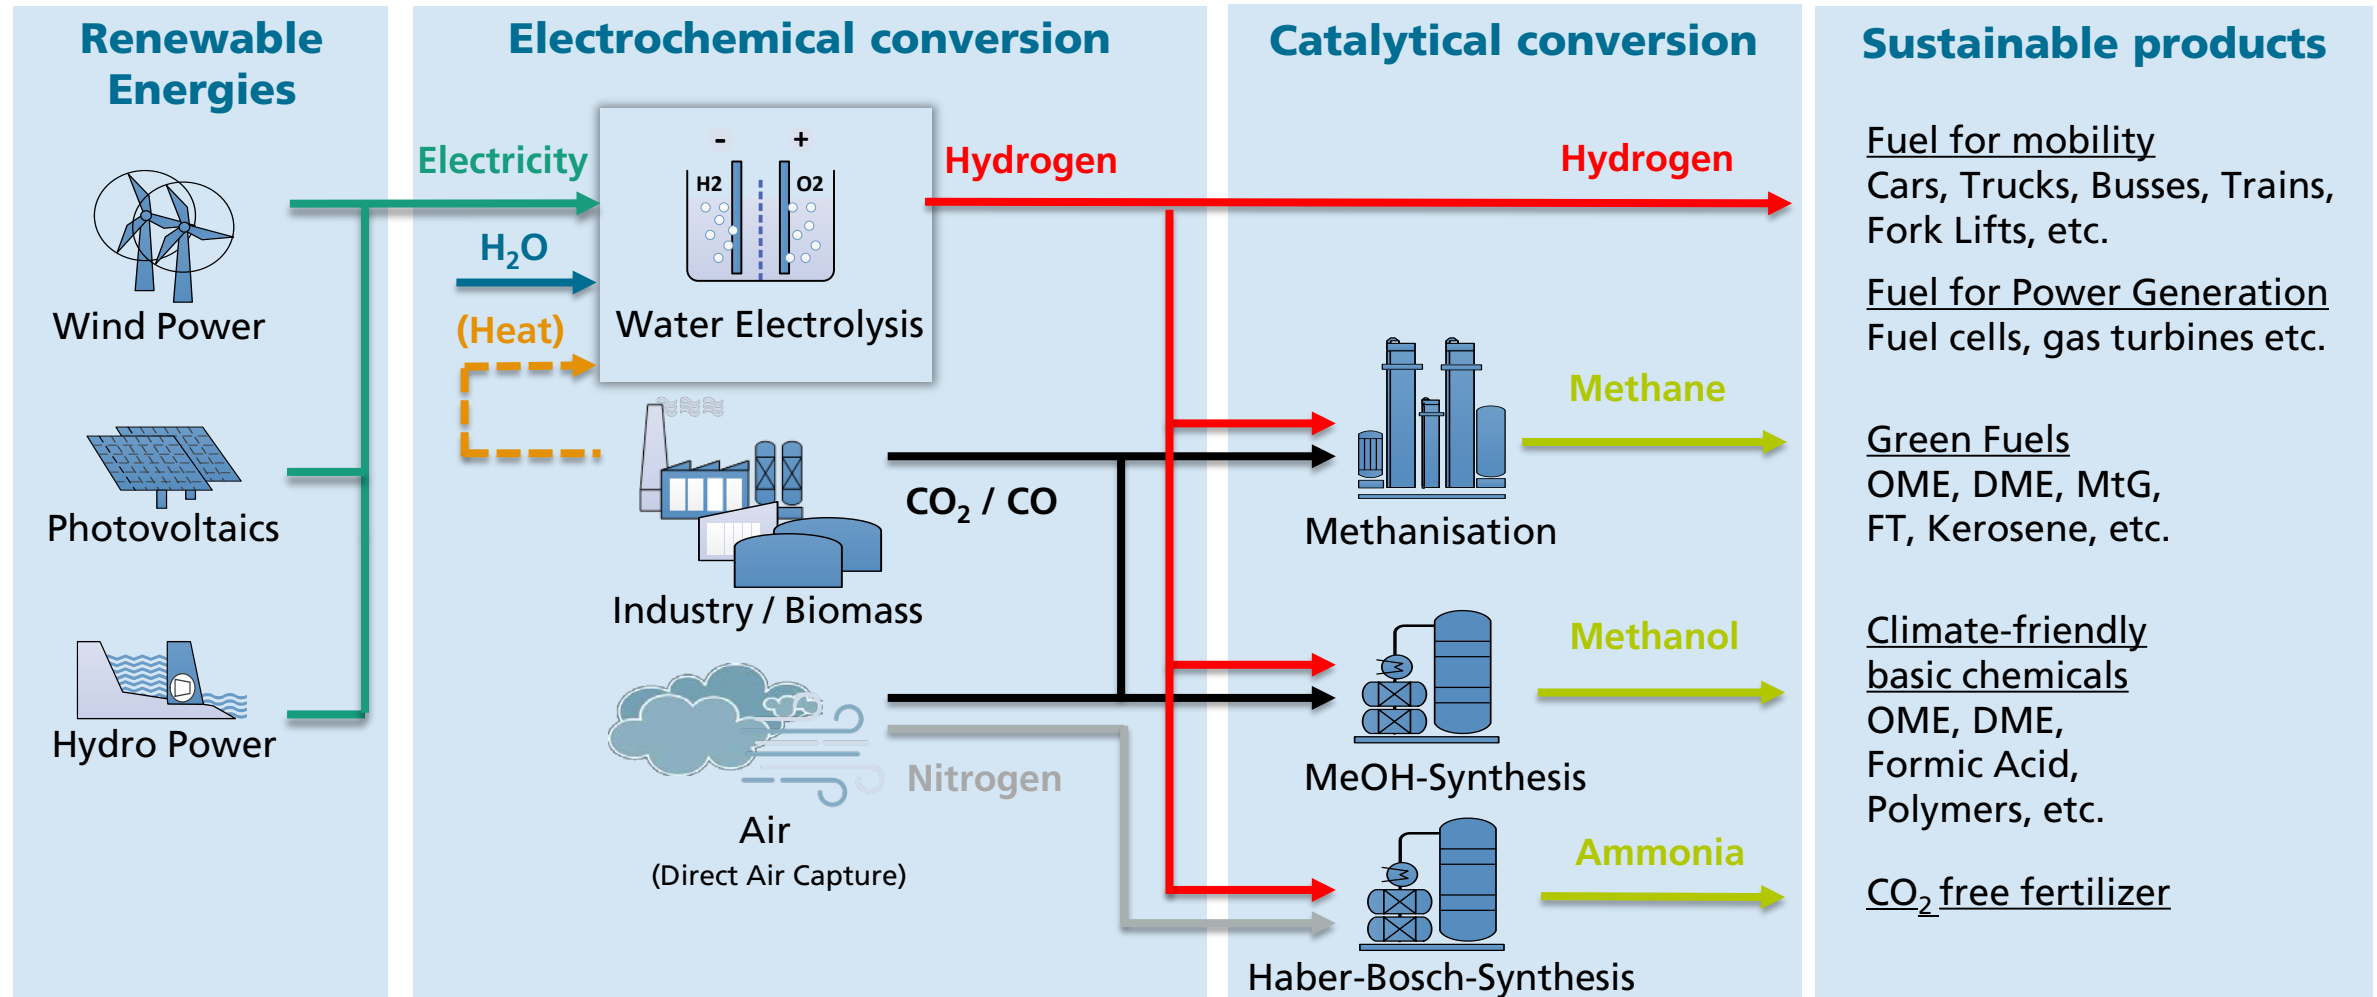 Renewable
Energies
Wind Power
Photovoltaics
Hydro Power
Electrochemical conversion
Electricity
H₂O
(Heat)
- +
H2 O2
Water Electrolysis
Hydrogen
Industry / Biomass
CO₂ / CO
Air
(Direct Air Capture)
Nitrogen
Catalytical conversion
Hydrogen
Methanisation
Methane
MeOH-Synthesis
Methanol
Haber-Bosch-Synthesis
Ammonia
Sustainable products
Fuel for mobility
Cars, Trucks, Busses, Trains,
Fork Lifts, etc.
Fuel for Power Generation
Fuel cells, gas turbines etc.
Green Fuels
OME, DME, MtG,
FT, Kerosene, etc.
Climate-friendly
basic chemicals
OME, DME,
Formic Acid,
Polymers, etc.
CO₂ free fertilizer